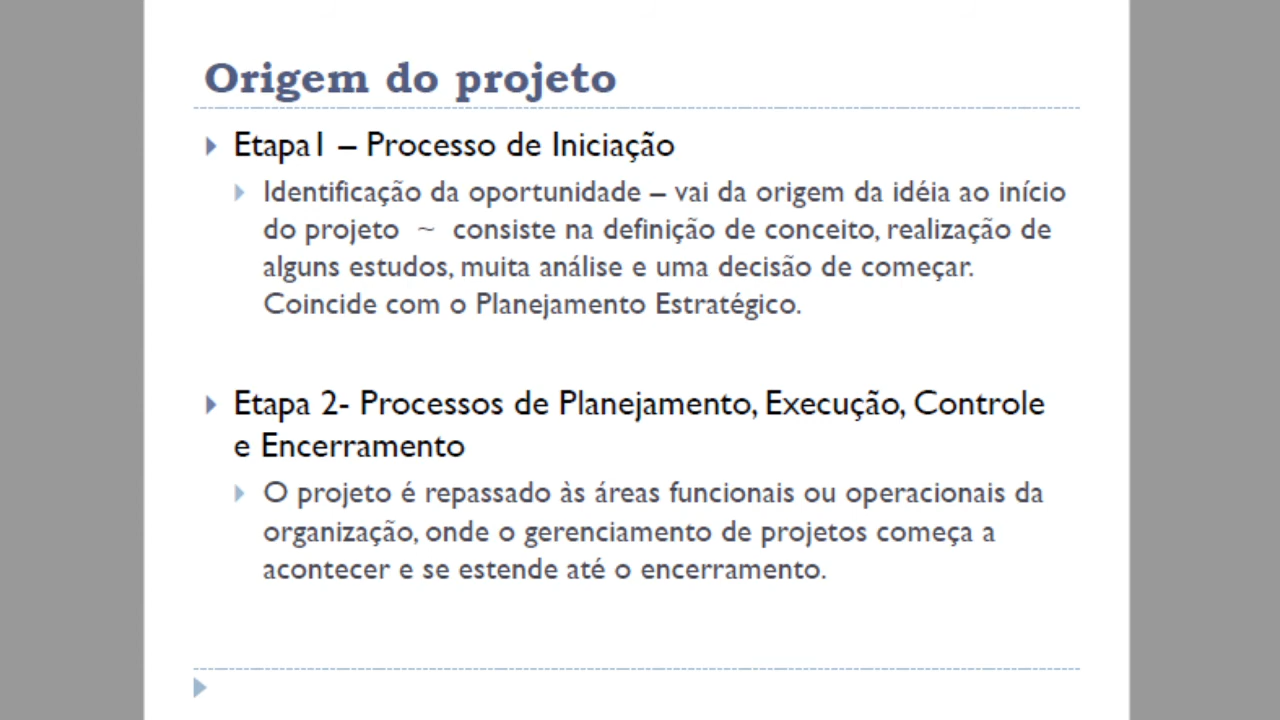 Origem do projeto
Etapa1 – Processo de Iniciação
Identificação da oportunidade – vai da origem da idéia ao início
do projeto ~ consiste na definição de conceito, realização de
alguns estudos, muita análise e uma decisão de começar.
Coincide com o Planejamento Estratégico.
Etapa 2- Processos de Planejamento, Execução, Controle
e Encerramento
O projeto é repassado às áreas funcionais ou operacionais da
organização, onde o gerenciamento de projetos começa a
acontecer e se estende até o encerramento.